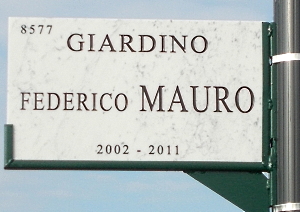 8577
GIARDINO
FEDERICO MAURO
2002 - 2011